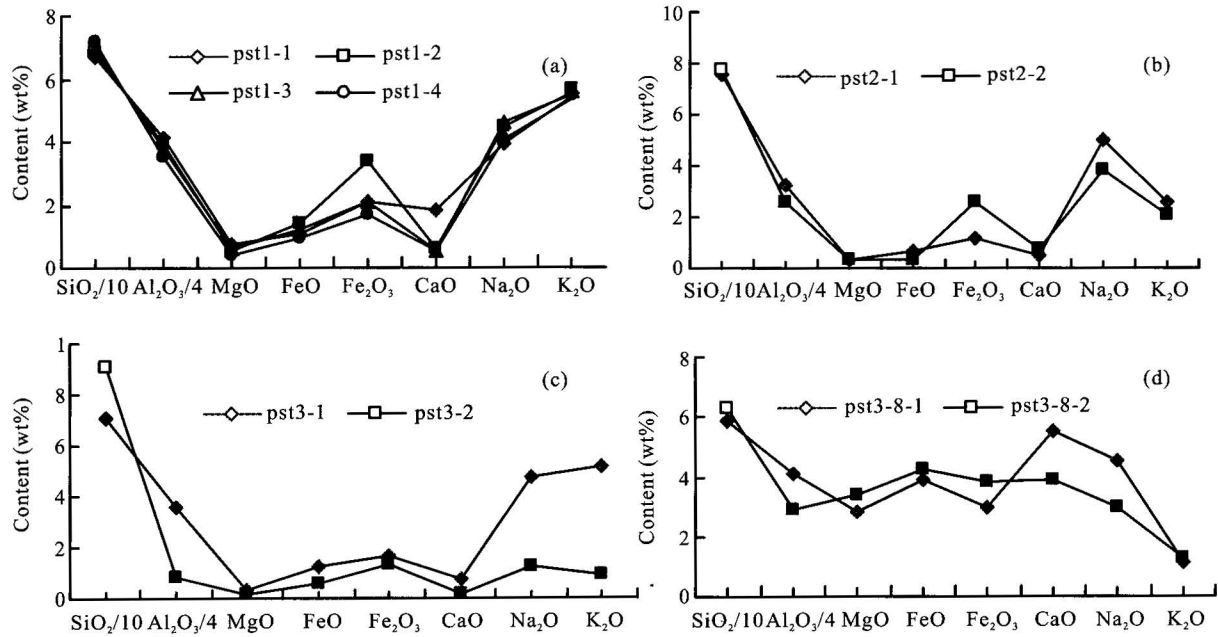 8
6
4
2
0
Content (wt%)
pst1-1
pst1-2
pst1-3
pst1-4
(a)
SiO₂/10 Al₂O₃/4 MgO FeO Fe₂O₃ CaO Na₂O K₂O
10
8
6
4
2
0
Content (wt%)
pst2-1
pst2-2
(b)
SiO₂/10 Al₂O₃/4 MgO FeO Fe₂O₃ CaO Na₂O K₂O
1
8
6
4
2
0
Content (wt%)
pst3-1
pst3-2
(c)
SiO₂/10 Al₂O₃/4 MgO FeO Fe₂O₃ CaO Na₂O K₂O
8
6
4
2
0
Content (wt%)
pst3-8-1
pst3-8-2
(d)
SiO₂/10 Al₂O₃/4 MgO FeO Fe₂O₃ CaO Na₂O K₂O